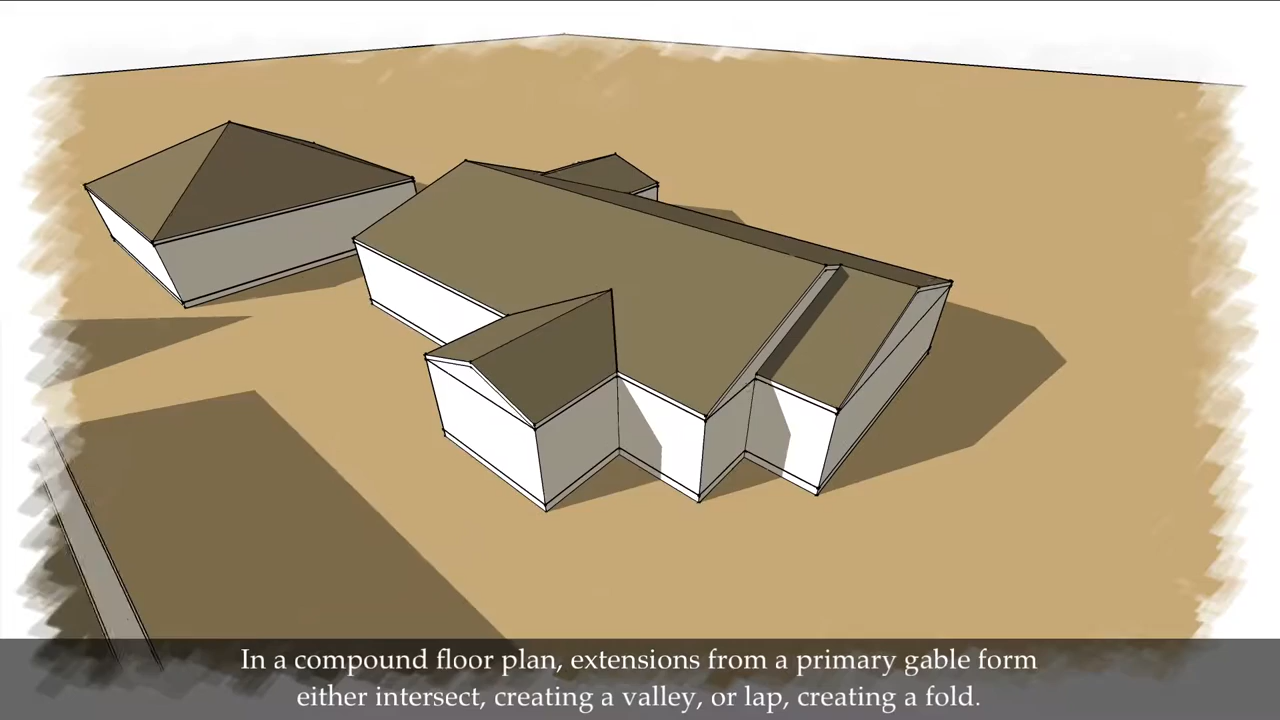 In a compound floor plan, extensions from a primary gable form
either intersect, creating a valley, or lap, creating a fold.